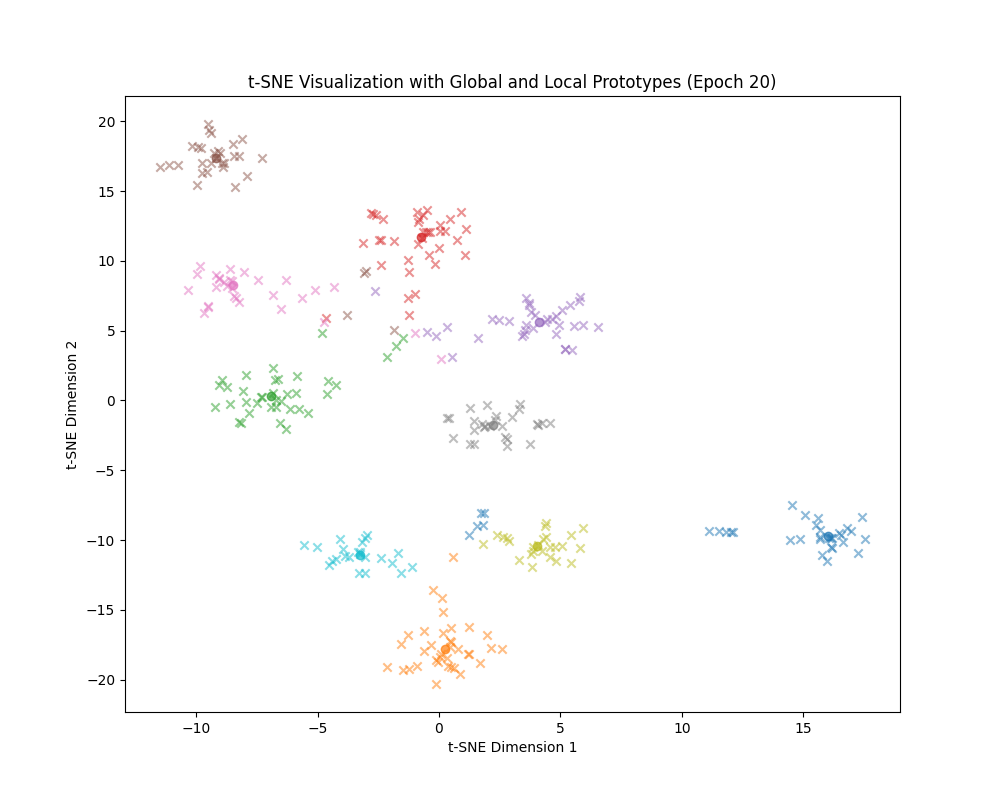 t-SNE Visualization with Global and Local Prototypes (Epoch 20)
20
15
10
5
0
−5
−10
−15
−20
t-SNE Dimension 2
−10 −5 0 5 10 15
t-SNE Dimension 1